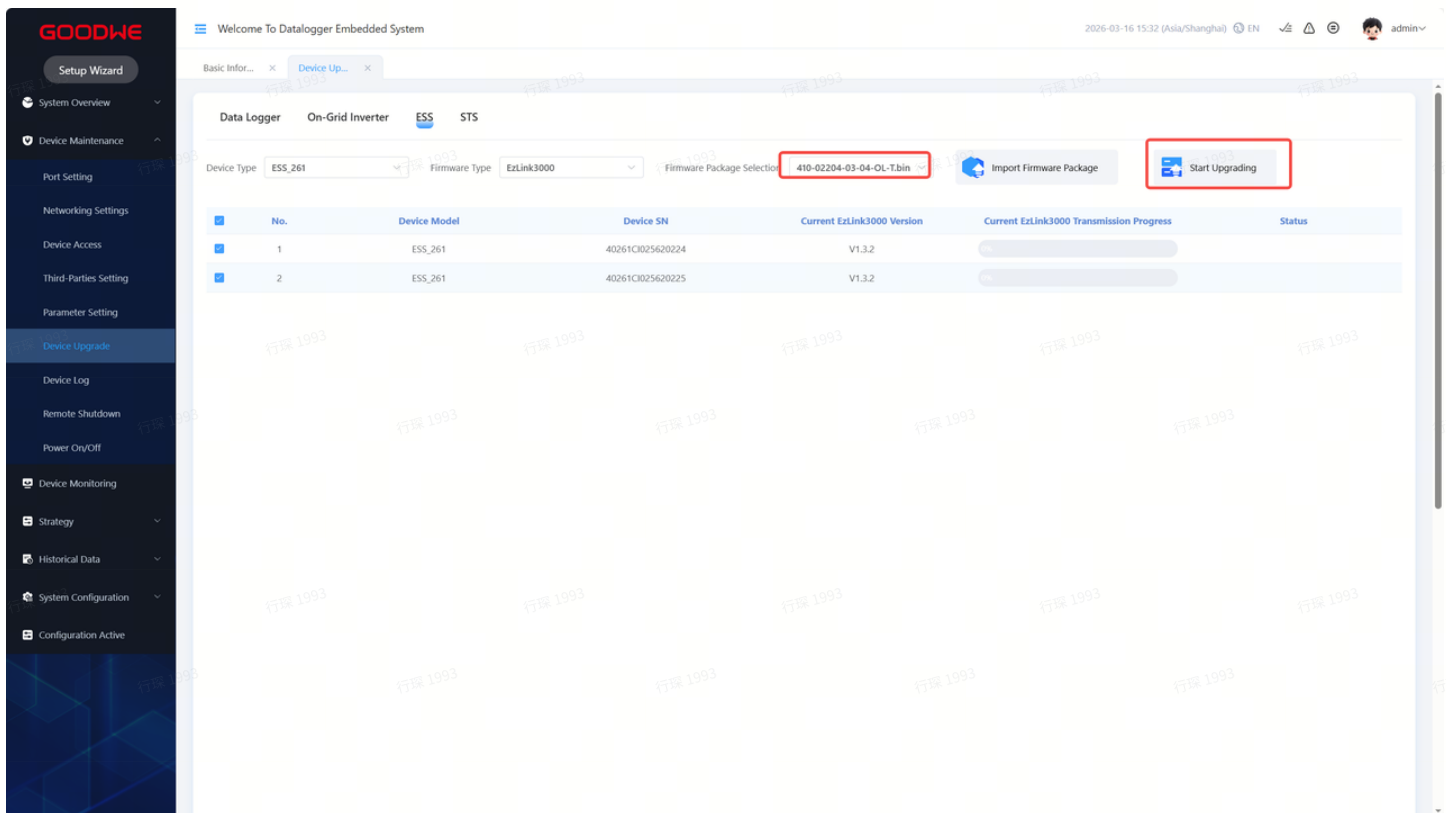 GOODWE
Welcome To Datalogger Embedded System
2026-03-16 15:32 (Asia/Shanghai) EN
admin
Setup Wizard
Basic Infor...
Device Up...
System Overview
Device Maintenance
Port Setting
Networking Settings
Device Access
Third-Parties Setting
Parameter Setting
Device Upgrade
Device Log
Remote Shutdown
Power On/Off
Device Monitoring
Strategy
Historical Data
System Configuration
Configuration Active
Data Logger On-Grid Inverter ESS STS
Device Type ESS_261 Firmware Type EzLink3000 Firmware Package Selection 410-02204-03-04-OL-T.bin Import Firmware Package Start Upgrading
No. Device Model Device SN Current EzLink3000 Version Current EzLink3000 Transmission Progress Status
1 ESS_261 40261CI025620224 V1.3.2
2 ESS_261 40261CI025620225 V1.3.2
行琛 1993